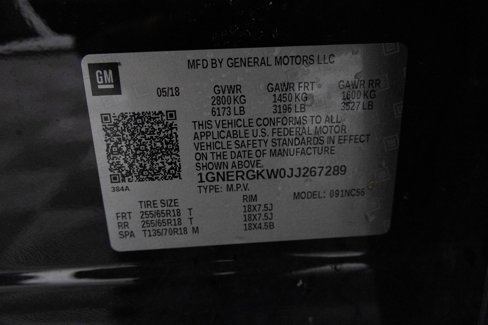 GM
MFD BY GENERAL MOTORS LLC
05/18 GVWR GAWR FRT GAWR RR
2800 KG 1450 KG 1600 KG
6173 LB 3196 LB 3527 LB
THIS VEHICLE CONFORMS TO ALL
APPLICABLE U.S. FEDERAL MOTOR
VEHICLE SAFETY STANDARDS IN EFFECT
ON THE DATE OF MANUFACTURE
SHOWN ABOVE.
384A
1GNERGKW0JJ267289
TYPE: M.P.V. MODEL: 091NC56
TIRE SIZE RIM
FRT 255/65R18 T 18X7.5J
RR 255/65R18 T 18X7.5J
SPA T135/70R18 M 18X4.5B